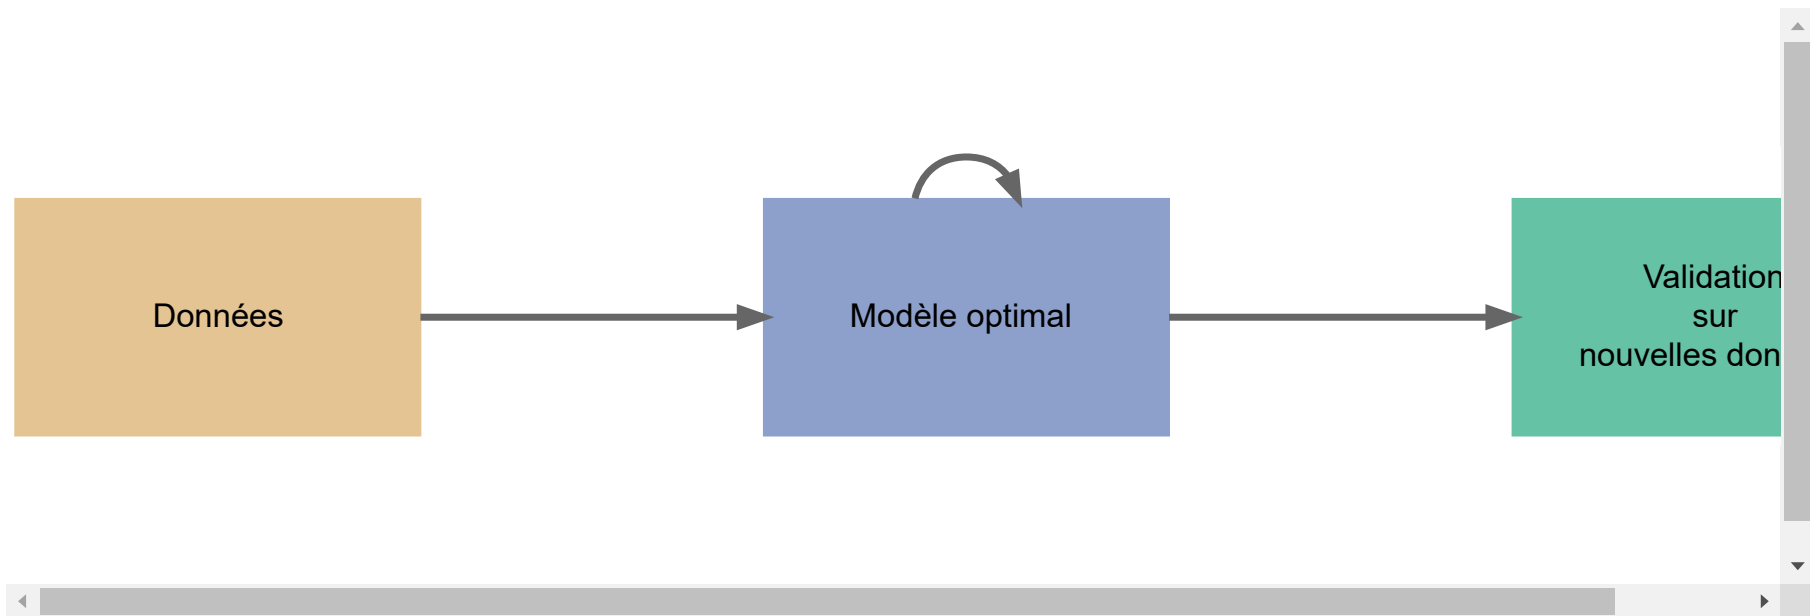 Données
Modèle optimal
Validation
sur
nouvelles don